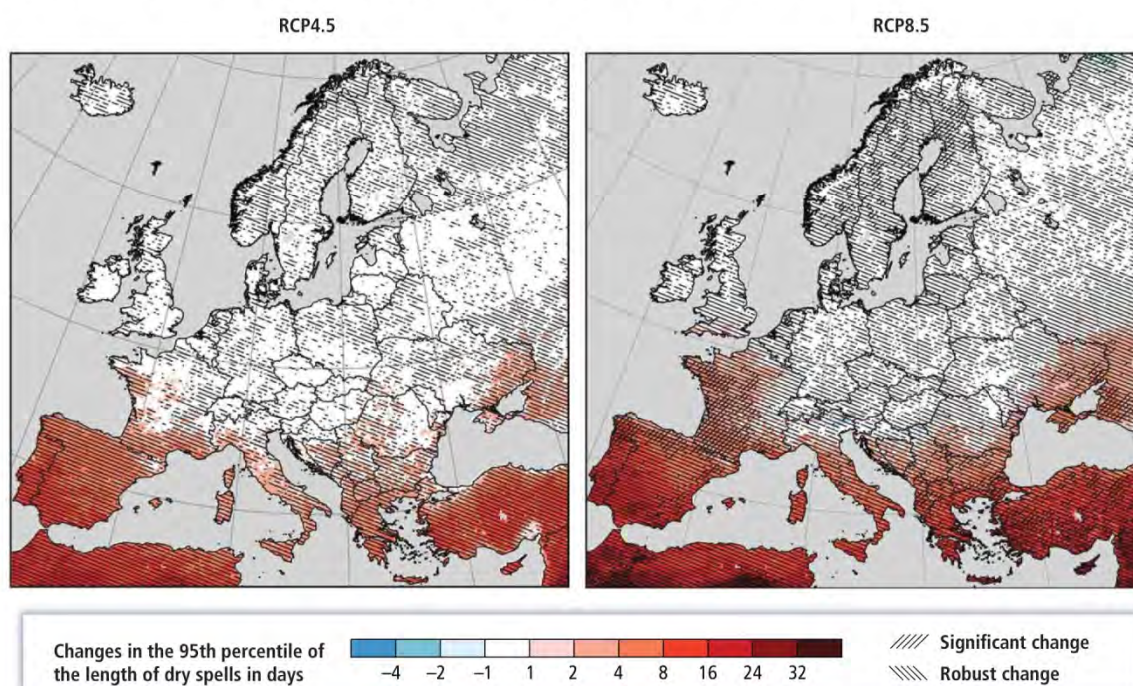 RCP4.5
RCP8.5
Changes in the 95th percentile of
the length of dry spells in days
–4 –2 –1 1 2 4 8 16 24 32
Significant change
Robust change